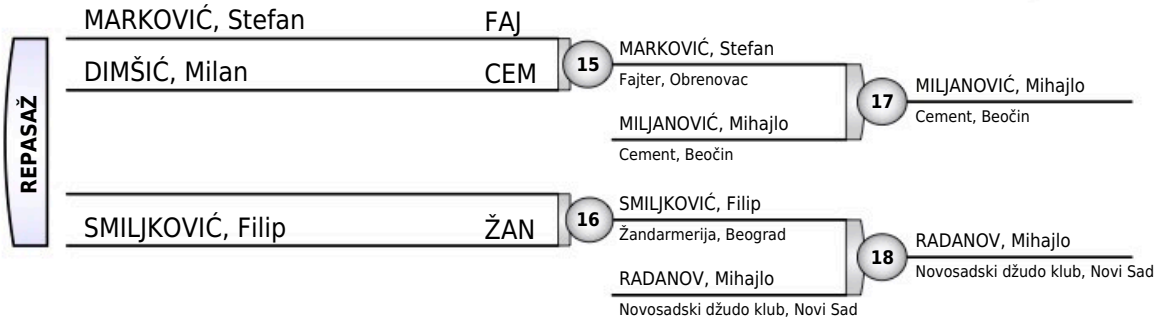 REPASAŽ
MARKOVIĆ, Stefan FAJ
DIMŠIĆ, Milan CEM
15
MARKOVIĆ, Stefan
Fajter, Obrenovac
MILJANOVIĆ, Mihajlo
Cement, Beočin
17
MILJANOVIĆ, Mihajlo
Cement, Beočin
SMILJKOVIĆ, Filip ŽAN
16
SMILJKOVIĆ, Filip
Žandarmerija, Beograd
RADANOV, Mihajlo
Novosadski džudo klub, Novi Sad
18
RADANOV, Mihajlo
Novosadski džudo klub, Novi Sad